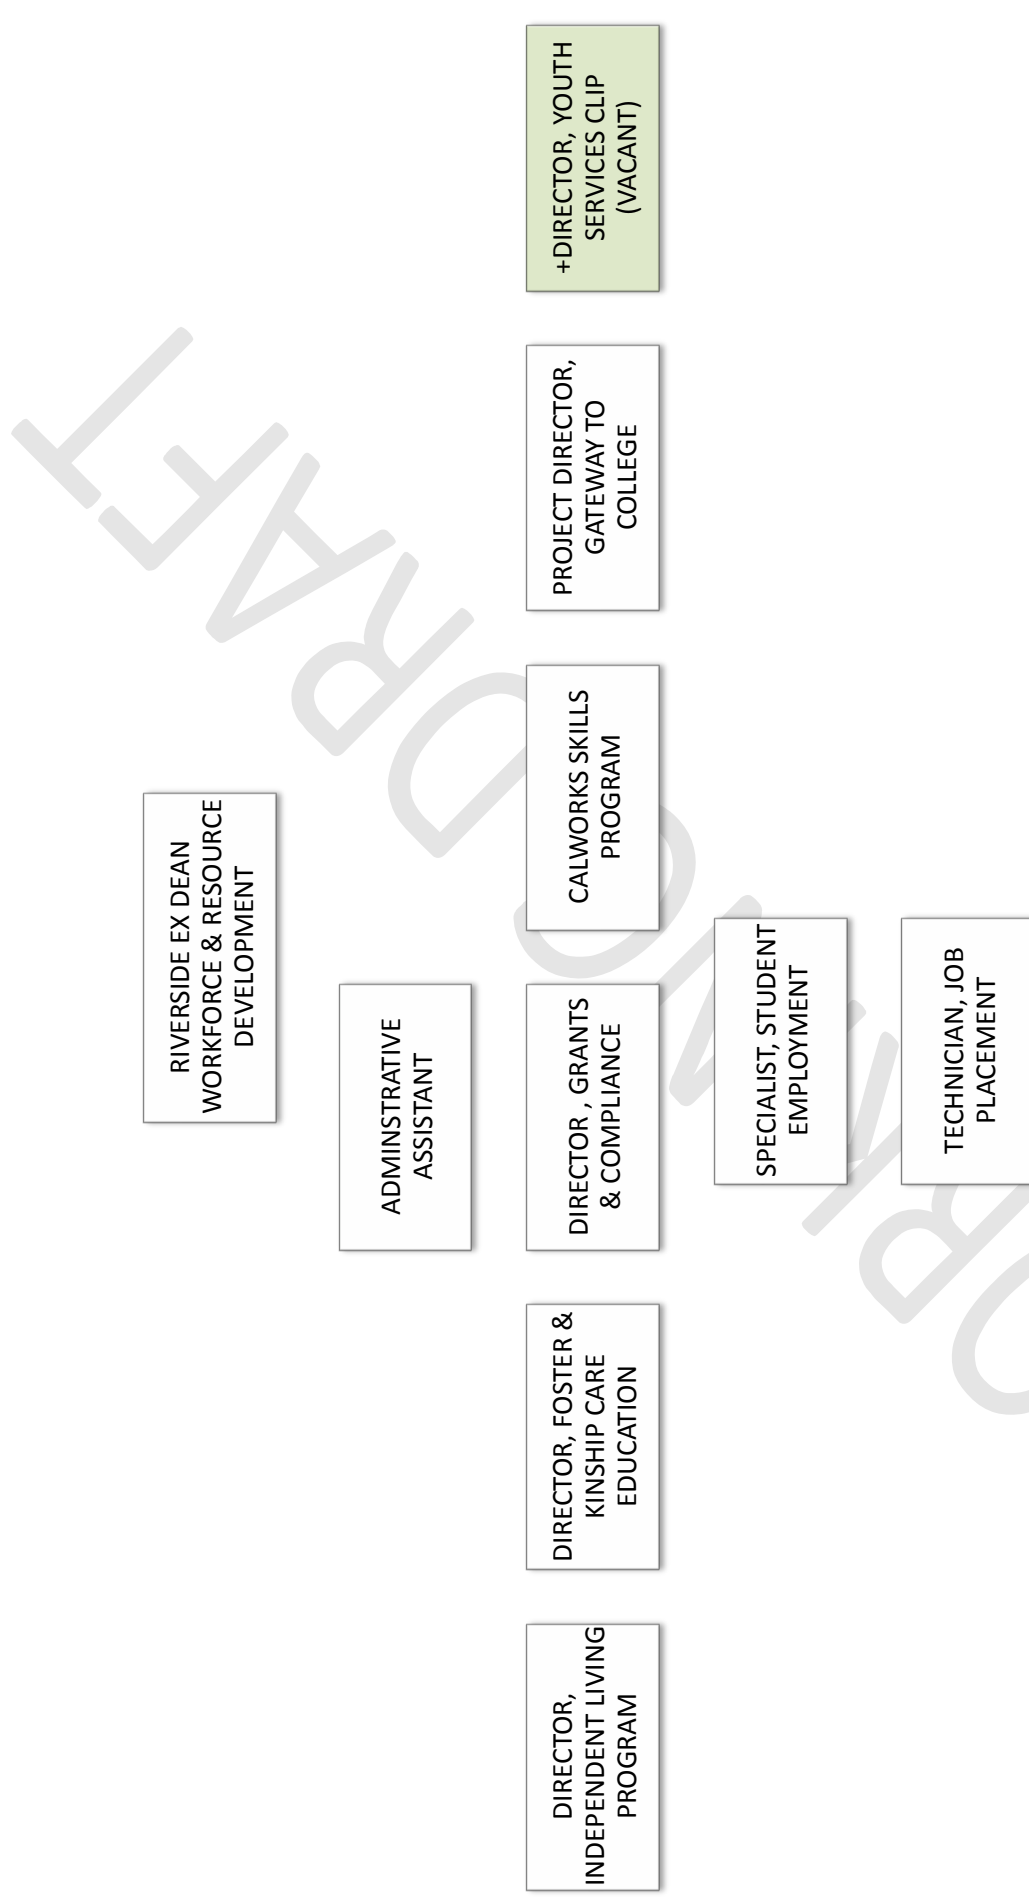 RIVERSIDE EX DEAN
WORKFORCE & RESOURCE
DEVELOPMENT
ADMINSTRATIVE
ASSISTANT
DIRECTOR,
INDEPENDENT LIVING
PROGRAM
DIRECTOR, FOSTER &
KINSHIP CARE
EDUCATION
DIRECTOR , GRANTS
& COMPLIANCE
CALWORKS SKILLS
PROGRAM
PROJECT DIRECTOR,
GATEWAY TO
COLLEGE
+DIRECTOR, YOUTH
SERVICES CLIP
(VACANT)
SPECIALIST, STUDENT
EMPLOYMENT
TECHNICIAN, JOB
PLACEMENT
DRAFT